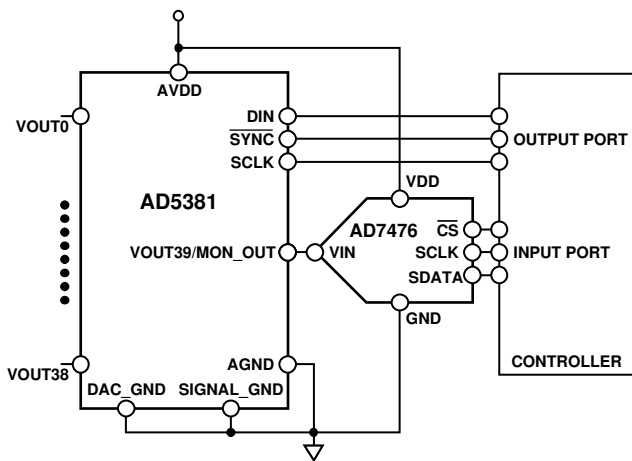 AVDD
VOUT0
DIN
SYNC
SCLK
OUTPUT PORT
VDD
AD5381
AD7476
CS
VOUT39/MON_OUT
VIN
SCLK
INPUT PORT
SDATA
GND
AGND
VOUT38
DAC_GND
SIGNAL_GND
CONTROLLER